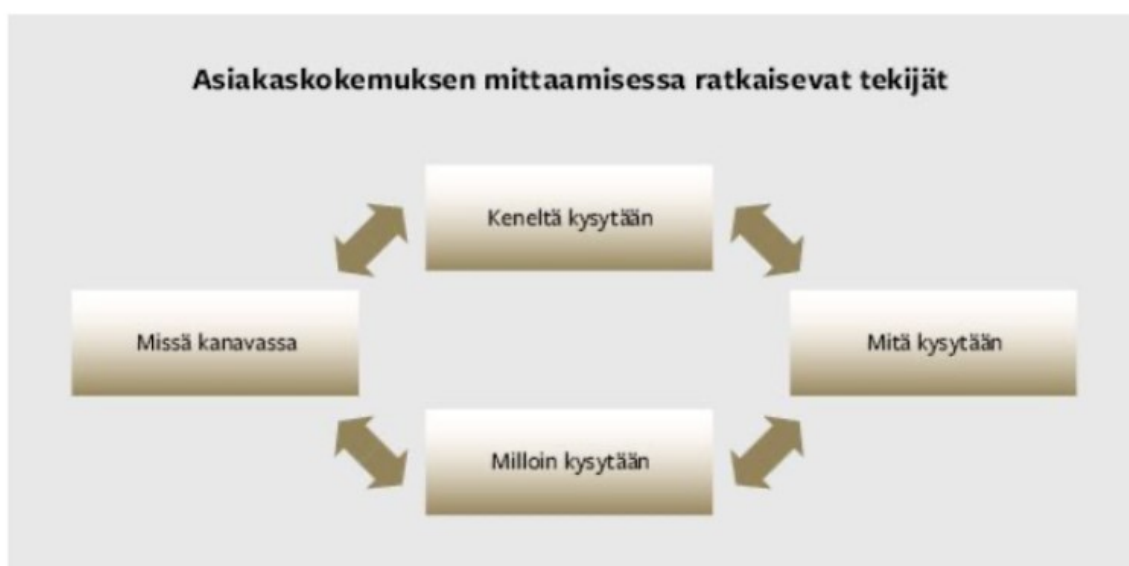 Asiakaskokemuksen mittaamisessa ratkaisevat tekijät
Keneltä kysytään
Missä kanavassa
Mitä kysytään
Milloin kysytään